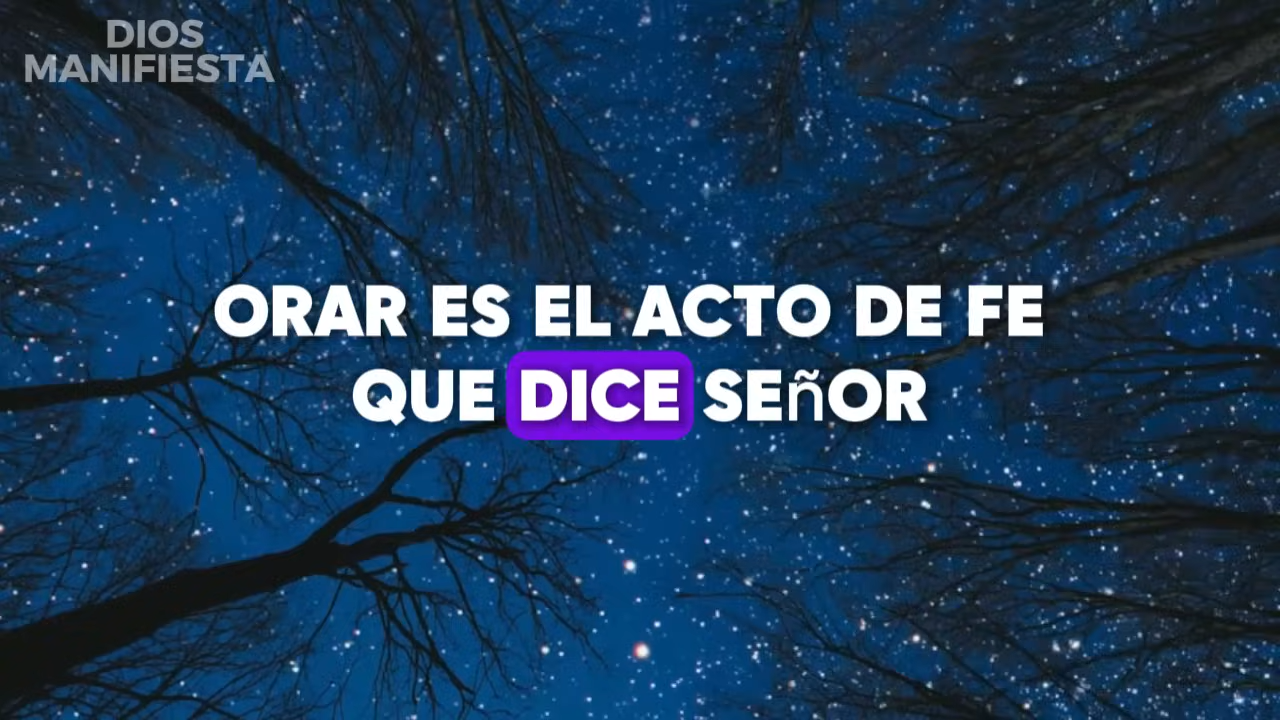 DIOS
MANIFIESTA
ORAR ES EL ACTO DE FE
QUE DICE SEñOR